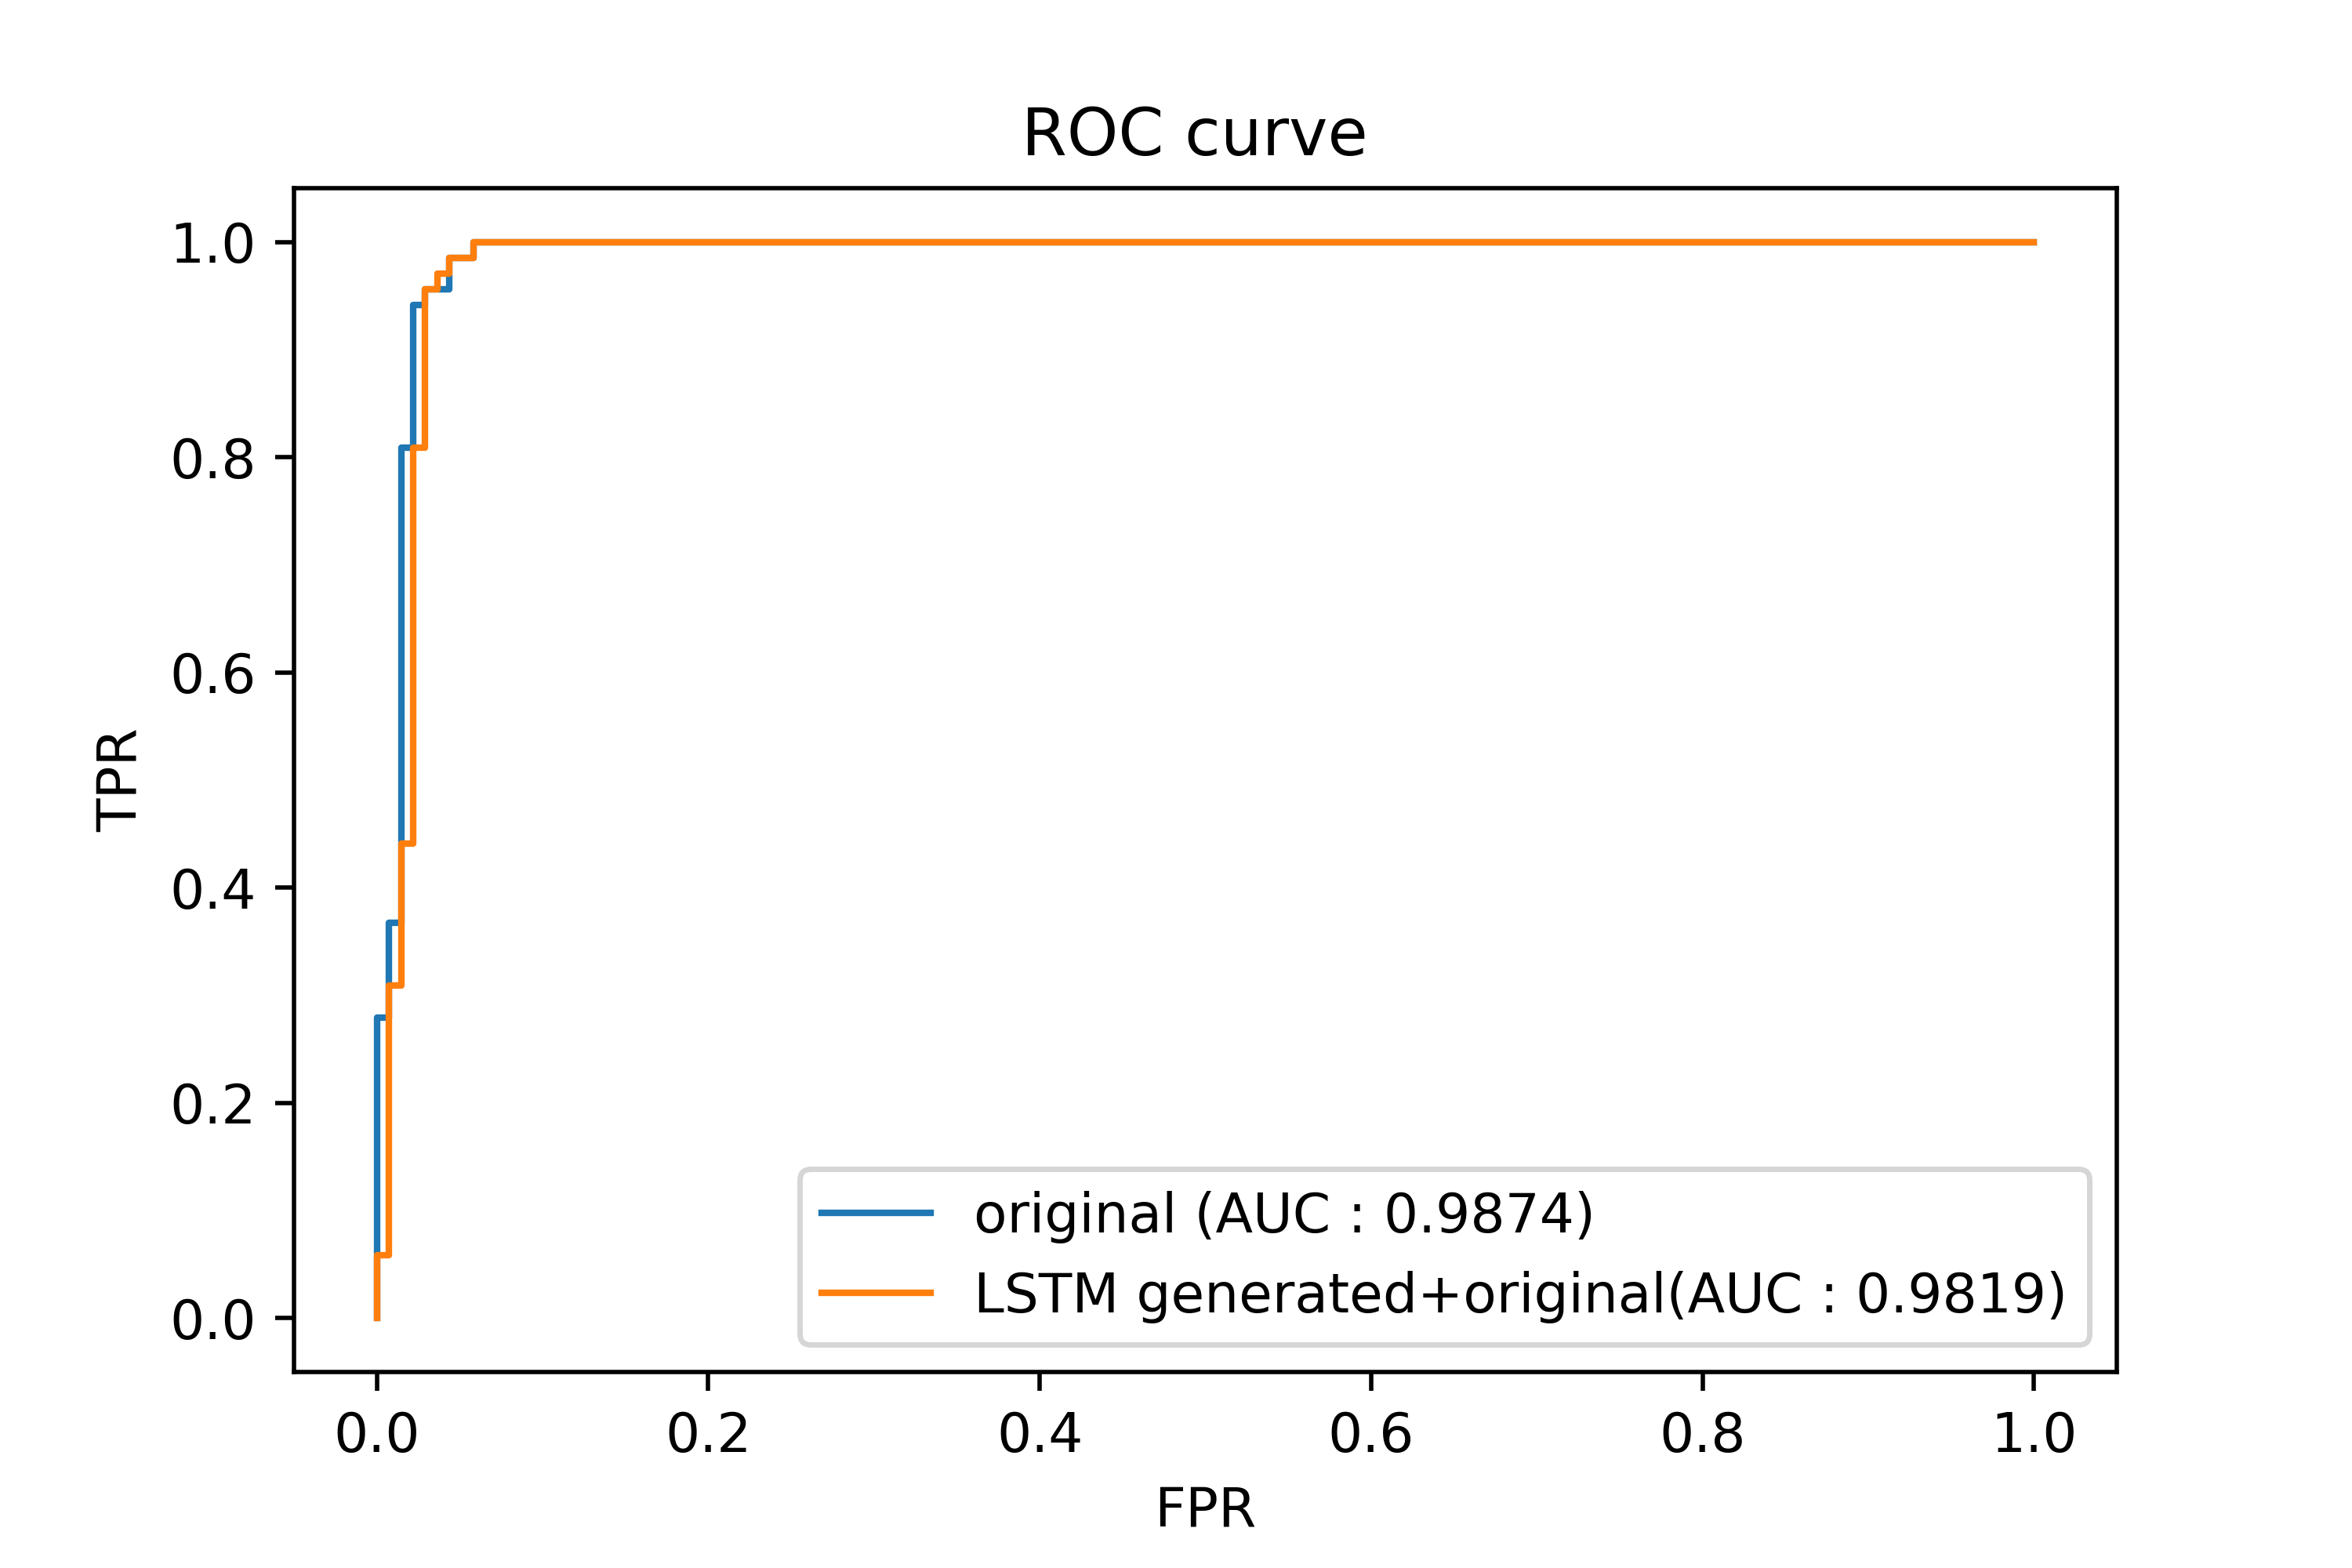 ROC curve
1.0
0.8
0.6
0.4
0.2
0.0
TPR
original (AUC : 0.9874)
LSTM generated+original(AUC : 0.9819)
0.0 0.2 0.4 0.6 0.8 1.0
FPR